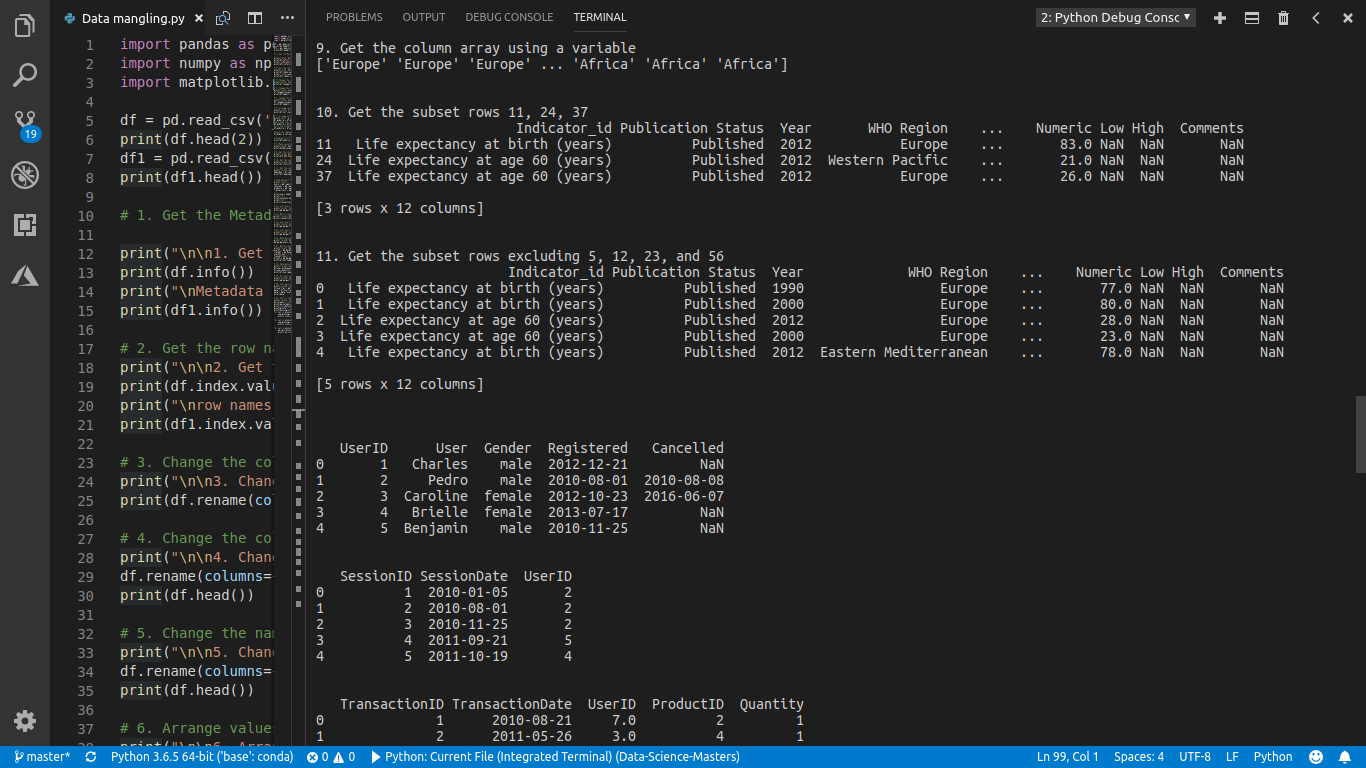 Data mangling.py
1 import pandas as p
2 import numpy as np
3 import matplotlib.
4
5 df = pd.read_csv('
6 print(df.head(2))
7 df1 = pd.read_csv(
8 print(df1.head())
9
10 # 1. Get the Metad
11
12 print("\n\n1. Get
13 print(df.info())
14 print("\nMetadata
15 print(df1.info())
16
17 # 2. Get the row na
18 print("\n\n2. Get
19 print(df.index.valu
20 print("\nrow names
21 print(df1.index.va
22
23 # 3. Change the co
24 print("\n\n3. Chan
25 print(df.rename(co
26
27 # 4. Change the co
28 print("\n\n4. Chan
29 df.rename(columns=
30 print(df.head())
31
32 # 5. Change the na
33 print("\n\n5. Chan
34 df.rename(columns=
35 print(df.head())
36
37 # 6. Arrange value
19
PROBLEMS OUTPUT DEBUG CONSOLE TERMINAL
2: Python Debug Consc
9. Get the column array using a variable
['Europe' 'Europe' 'Europe' ... 'Africa' 'Africa' 'Africa']
10. Get the subset rows 11, 24, 37
Indicator_id Publication Status Year WHO Region ... Numeric Low High Comments
11 Life expectancy at birth (years) Published 2012 Europe ... 83.0 NaN NaN NaN
24 Life expectancy at age 60 (years) Published 2012 Western Pacific ... 21.0 NaN NaN NaN
37 Life expectancy at age 60 (years) Published 2012 Europe ... 26.0 NaN NaN NaN
[3 rows x 12 columns]
11. Get the subset rows excluding 5, 12, 23, and 56
Indicator_id Publication Status Year WHO Region ... Numeric Low High Comments
0 Life expectancy at birth (years) Published 1990 Europe ... 77.0 NaN NaN NaN
1 Life expectancy at birth (years) Published 2000 Europe ... 80.0 NaN NaN NaN
2 Life expectancy at age 60 (years) Published 2012 Europe ... 28.0 NaN NaN NaN
3 Life expectancy at age 60 (years) Published 2000 Europe ... 23.0 NaN NaN NaN
4 Life expectancy at birth (years) Published 2012 Eastern Mediterranean ... 78.0 NaN NaN NaN
[5 rows x 12 columns]
UserID User Gender Registered Cancelled
0 1 Charles male 2012-12-21 NaN
1 2 Pedro male 2010-08-01 2010-08-08
2 3 Caroline female 2012-10-23 2016-06-07
3 4 Brielle female 2013-07-17 NaN
4 5 Benjamin male 2010-11-25 NaN
SessionID SessionDate UserID
0 1 2010-01-05 2
1 2 2010-08-01 2
2 3 2010-11-25 2
3 4 2011-09-21 5
4 5 2011-10-19 4
TransactionID TransactionDate UserID ProductID Quantity
0 1 2010-08-21 7.0 2 1
1 2 2011-05-26 3.0 4 1
master* Python 3.6.5 64-bit ('base': conda) 0 0 Python: Current File (Integrated Terminal) (Data-Science-Masters) Ln 99, Col 1 Spaces: 4 UTF-8 LF Python